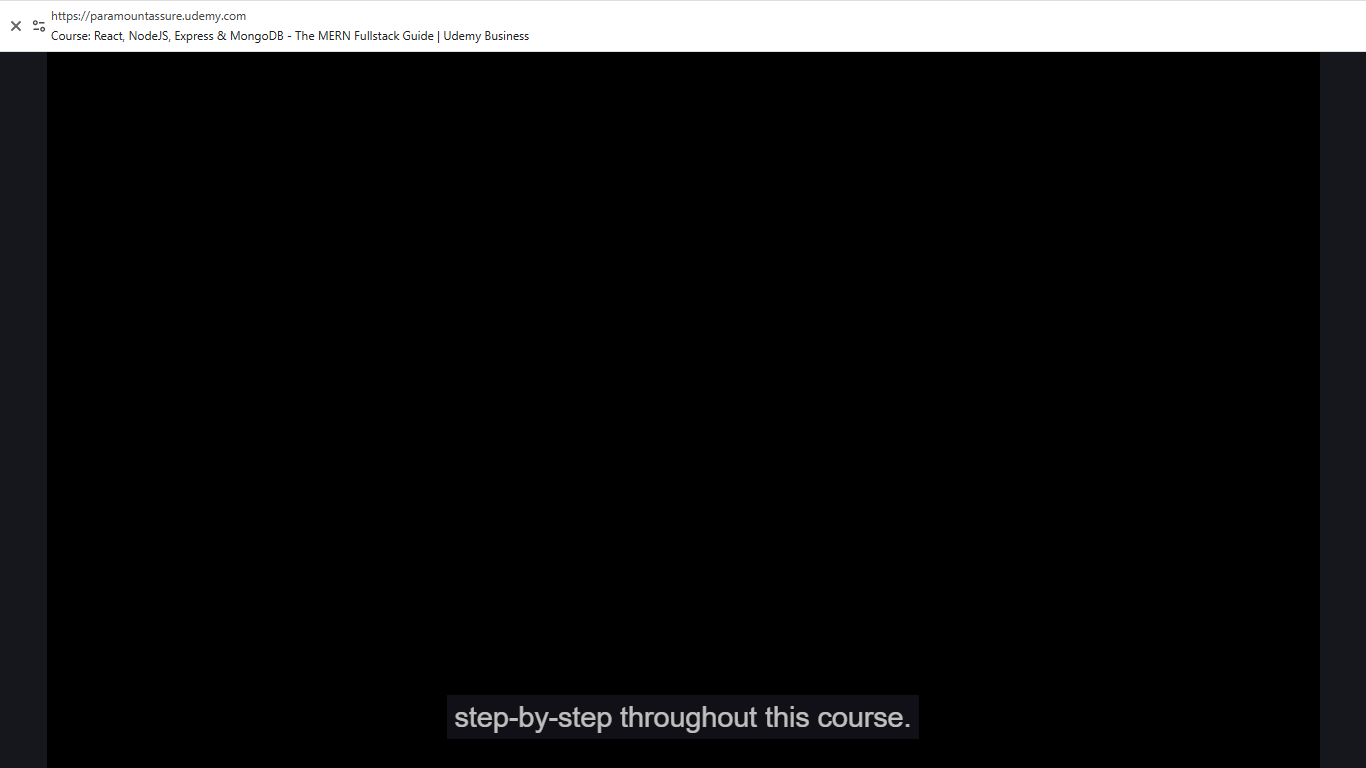 https://paramountassure.udemy.com
Course: React, NodeJS, Express & MongoDB - The MERN Fullstack Guide | Udemy Business
step-by-step throughout this course.